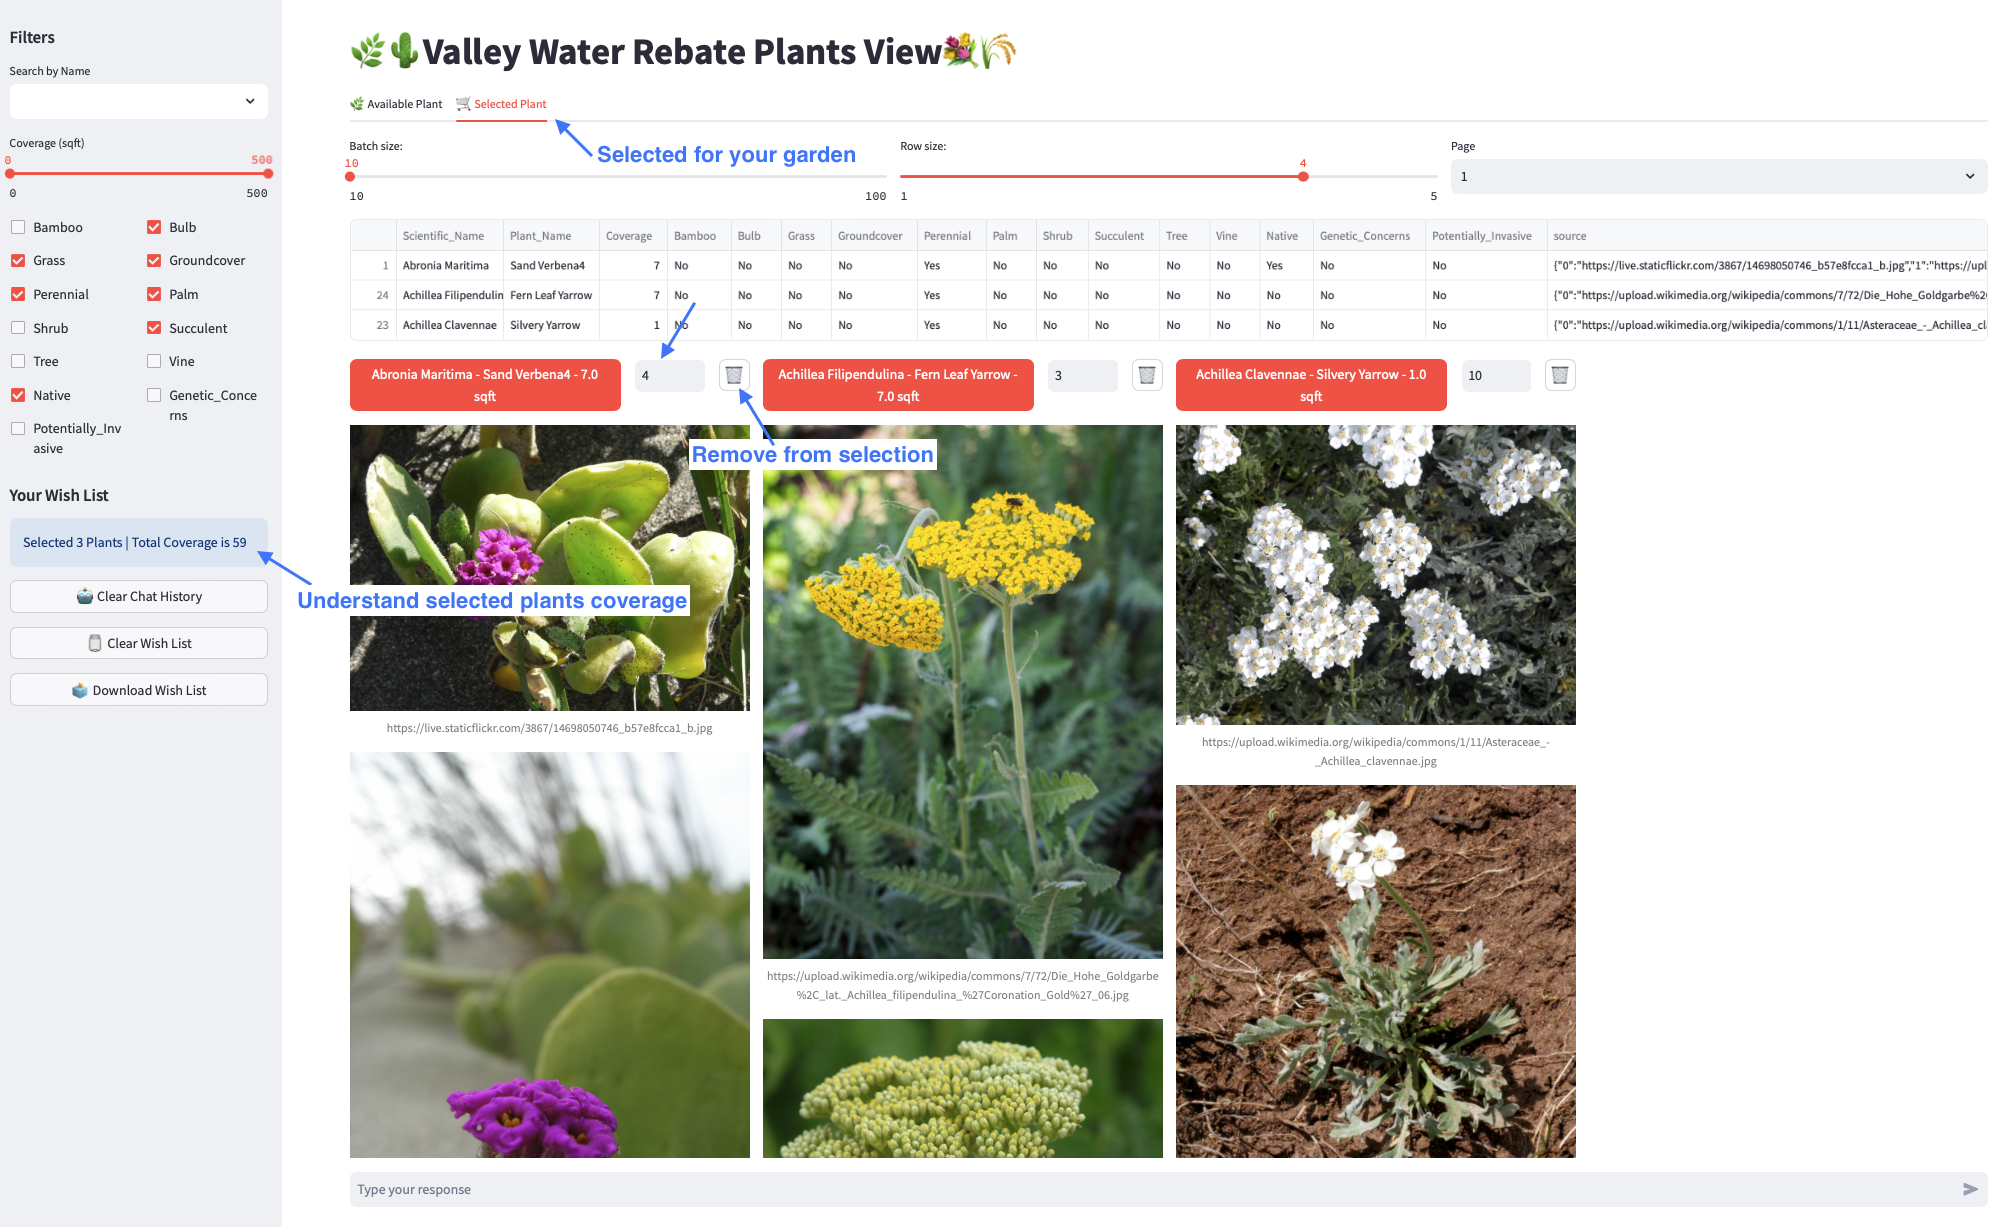 Filters
Search by Name
Coverage (sqft)
0 500
0 500
Bamboo Bulb
Grass Groundcover
Perennial Palm
Shrub Succulent
Tree Vine
Native Genetic_Conce
rns
Potentially_Inv
asive
Your Wish List
Selected 3 Plants | Total Coverage is 59
Clear Chat History
Clear Wish List
Download Wish List
Understand selected plants coverage
Valley Water Rebate Plants View
Available Plant Selected Plant
Selected for your garden
Batch size: Row size: Page
10 4 1
10 100 1 5
Scientific_Name Plant_Name Coverage Bamboo Bulb Grass Groundcover Perennial Palm Shrub Succulent Tree Vine Native Genetic_Concerns Potentially_Invasive source
1 Abronia Maritima Sand Verbena4 7 No No No No Yes No No No No No Yes No No {"0":"https://live.staticflickr.com/3867/14698050746_b57e8fcca1_b.jpg","1":"https://upl
24 Achillea Filipendulin Fern Leaf Yarrow 7 No No No No Yes No No No No No No No No {"0":"https://upload.wikimedia.org/wikipedia/commons/7/72/Die_Hohe_Goldgarbe%2
23 Achillea Clavennae Silvery Yarrow 1 No No No No Yes No No No No No No No No {"0":"https://upload.wikimedia.org/wikipedia/commons/1/11/Asteraceae_-_Achillea_cl
Abronia Maritima - Sand Verbena4 - 7.0
sqft
4
Achillea Filipendulina - Fern Leaf Yarrow -
7.0 sqft
3
Achillea Clavennae - Silvery Yarrow - 1.0
sqft
10
Remove from selection
https://live.staticflickr.com/3867/14698050746_b57e8fcca1_b.jpg
https://upload.wikimedia.org/wikipedia/commons/7/72/Die_Hohe_Goldgarbe
%2C_lat._Achillea_filipendulina_%27Coronation_Gold%27_06.jpg
https://upload.wikimedia.org/wikipedia/commons/1/11/Asteraceae_-
_Achillea_clavennae.jpg
Type your response